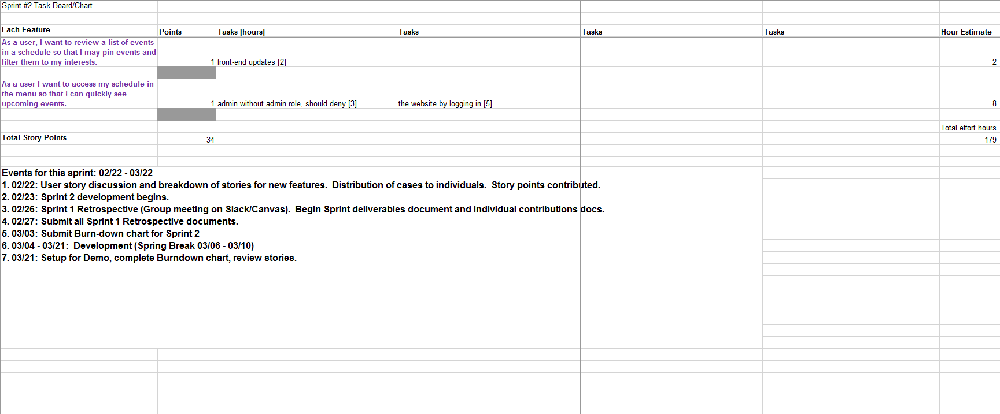 Sprint #2 Task Board/Chart
Each Feature Points Tasks [hours] Tasks Tasks Tasks Hour Estimate
As a user, I want to review a list of events
in a schedule so that I may pin events and
filter them to my interests. 1 front-end updates [2] 2
As a user I want to access my schedule in
the menu so that i can quickly see
upcoming events. 1 admin without admin role, should deny [3] the website by logging in [5] 8
Total effort hours
Total Story Points 34 179
Events for this sprint: 02/22 - 03/22
1. 02/22: User story discussion and breakdown of stories for new features.  Distribution of cases to individuals.  Story points contributed.
2. 02/23: Sprint 2 development begins.
3. 02/26: Sprint 1 Retrospective (Group meeting on Slack/Canvas).  Begin Sprint deliverables document and individual contributions docs.
4. 02/27: Submit all Sprint 1 Retrospective documents.
5. 03/03: Submit Burn-down chart for Sprint 2
6. 03/04 - 03/21:  Development (Spring Break 03/06 - 03/10)
7. 03/21: Setup for Demo, complete Burndown chart, review stories.